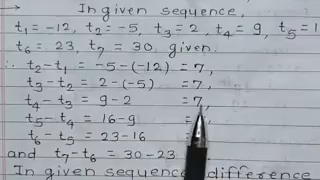 → In given sequence,
t₁ = -12, t₂ = -5, t₃ = 2, t₄ = 9, t₅ = 1
t₆ = 23, t₇ = 30 given.
∴ t₂ - t₁ = -5 - (-12) = 7,
t₃ - t₂ = 2 - (-5) = 7,
t₄ - t₃ = 9 - 2 = 7,
t₅ - t₄ = 16 - 9 =
t₆ - t₅ = 23 - 16
and t₇ - t₆ = 30 - 23
In given sequence difference